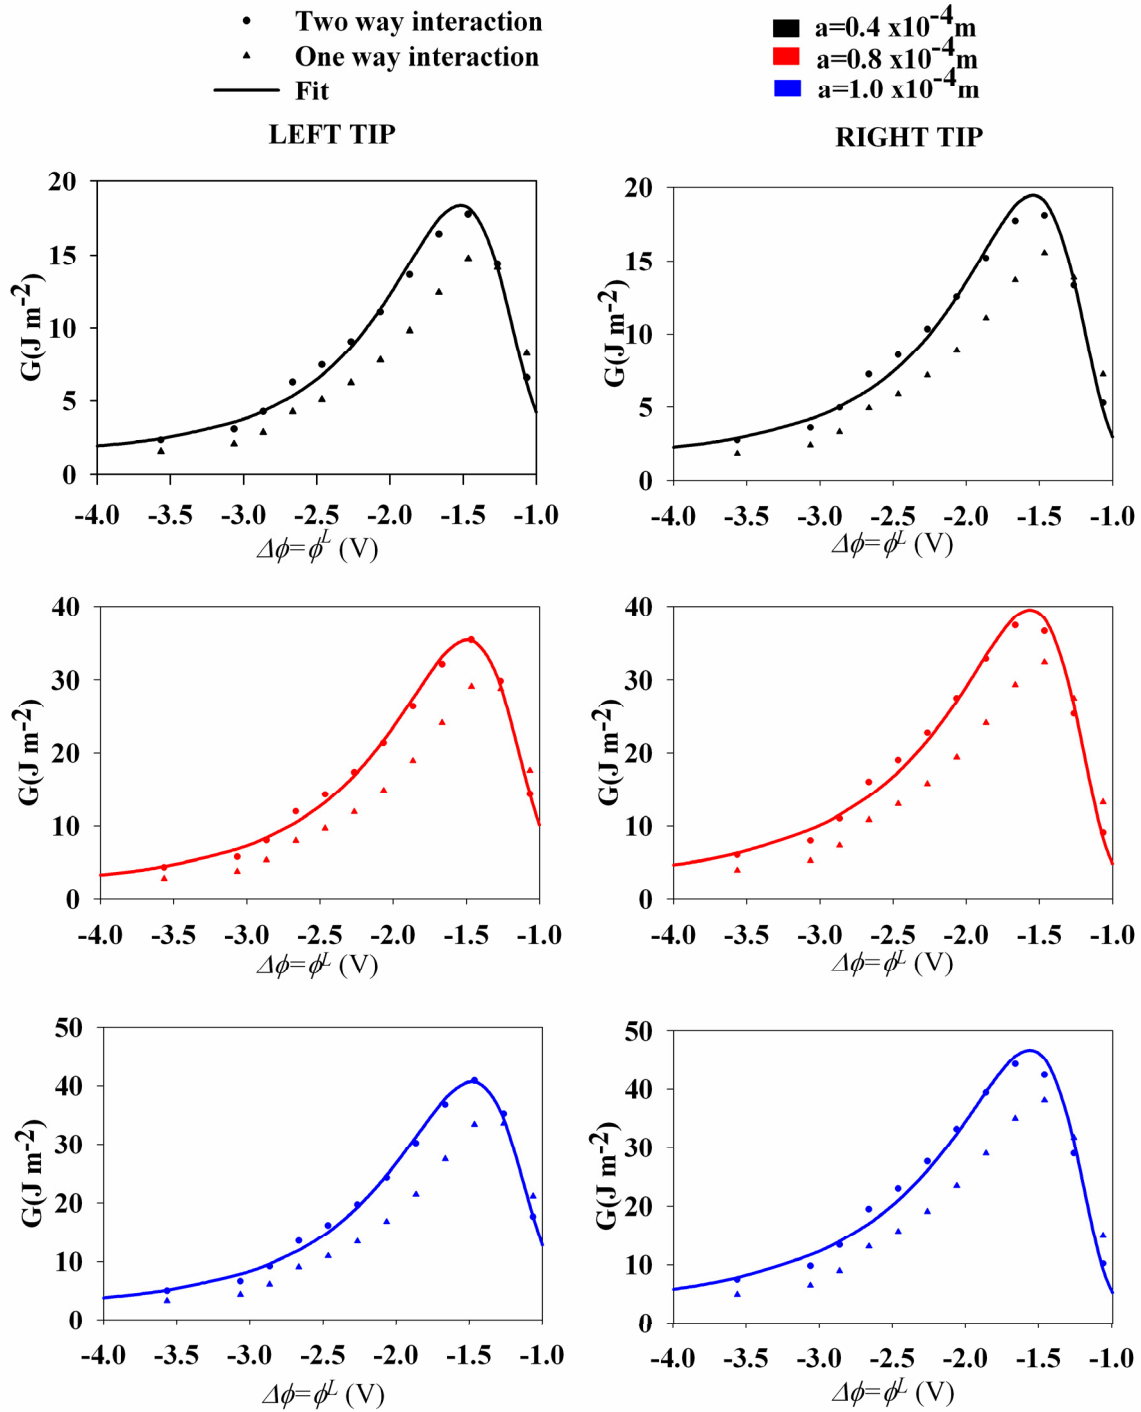 Two way interaction
One way interaction
Fit
a=0.4 x10-4m
a=0.8 x10-4m
a=1.0 x10-4m
LEFT TIP
RIGHT TIP
G(J m-2)
20
15
10
5
0
-4.0 -3.5 -3.0 -2.5 -2.0 -1.5 -1.0
Δϕ=ϕL (V)
G(J m-2)
20
15
10
5
0
-4.0 -3.5 -3.0 -2.5 -2.0 -1.5 -1.0
Δϕ=ϕL (V)
G(J m-2)
40
30
20
10
0
-4.0 -3.5 -3.0 -2.5 -2.0 -1.5 -1.0
Δϕ=ϕL (V)
G(J m-2)
40
30
20
10
0
-4.0 -3.5 -3.0 -2.5 -2.0 -1.5 -1.0
Δϕ=ϕL (V)
G(J m-2)
50
40
30
20
10
0
-4.0 -3.5 -3.0 -2.5 -2.0 -1.5 -1.0
Δϕ=ϕL (V)
G(J m-2)
50
40
30
20
10
0
-4.0 -3.5 -3.0 -2.5 -2.0 -1.5 -1.0
Δϕ=ϕL (V)